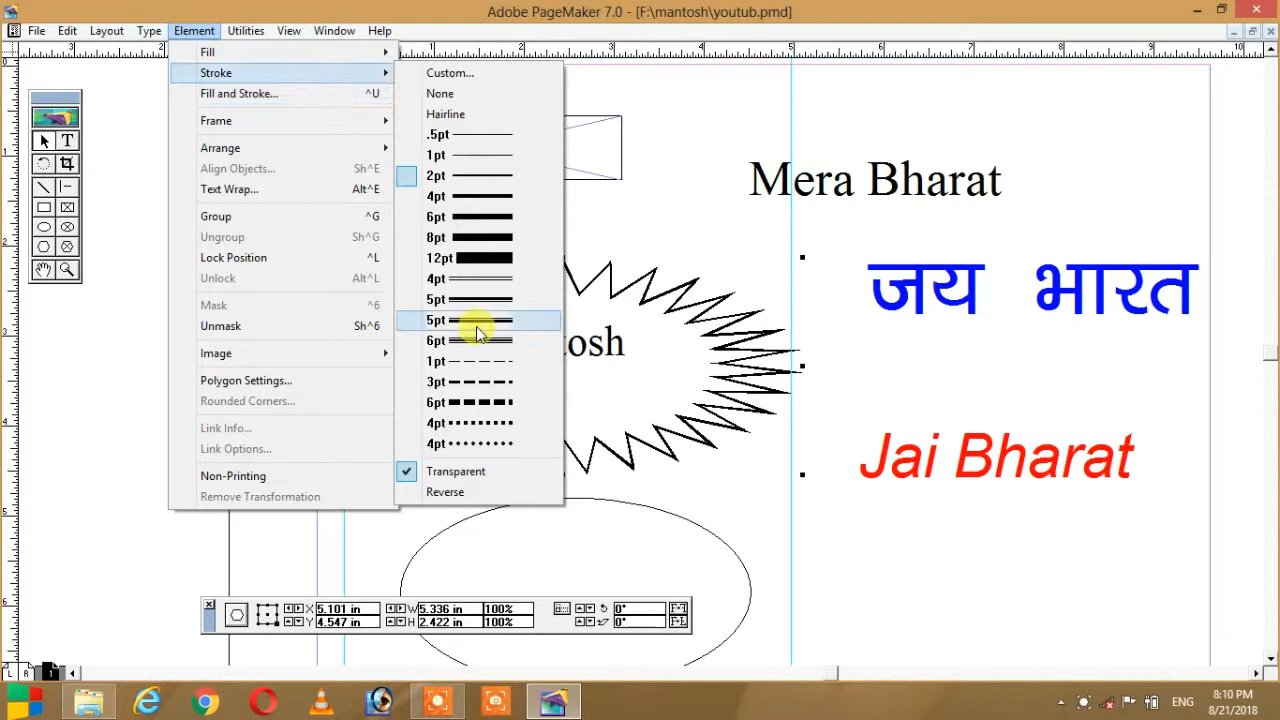 Adobe PageMaker 7.0 - [F:\mantosh\youtub.pmd]
File Edit Layout Type Element Utilities View Window Help
Fill
Stroke
Fill and Stroke... ^U
Frame
Arrange
Align Objects... Sh^E
Text Wrap... Alt^E
Group ^G
Ungroup Sh^G
Lock Position ^L
Unlock Alt^L
Mask ^6
Unmask Sh^6
Image
Polygon Settings...
Rounded Corners...
Link Info...
Link Options...
Non-Printing
Remove Transformation
Custom...
None
Hairline
.5pt
1pt
2pt
4pt
6pt
8pt
12pt
4pt
5pt
5pt
6pt
1pt
3pt
6pt
4pt
4pt
Transparent
Reverse
Mera Bharat
जय भारत
tosh
Jai Bharat
X 5.101 in W 5.336 in 100% 0°
Y 4.547 in H 2.422 in 100% 0°
L R 1
ENG
8:10 PM
8/21/2018